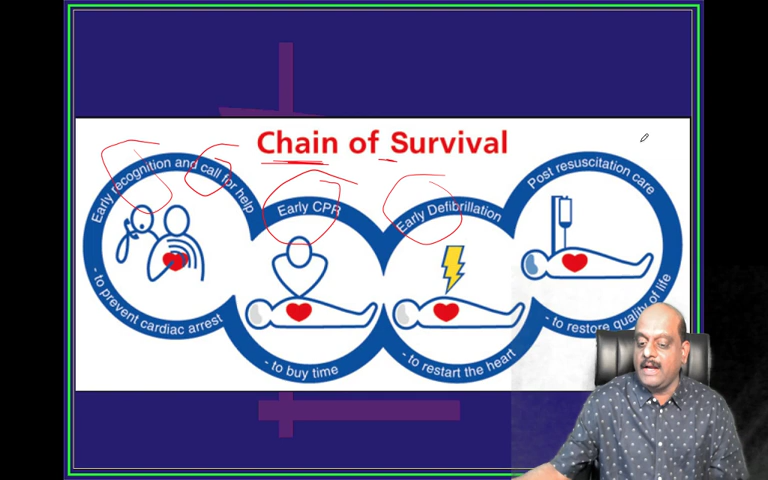 Chain of Survival
Early recognition and call for help
- to prevent cardiac arrest
Early CPR
- to buy time
Early Defibrillation
- to restart the heart
Post resuscitation care
- to restore quality of life